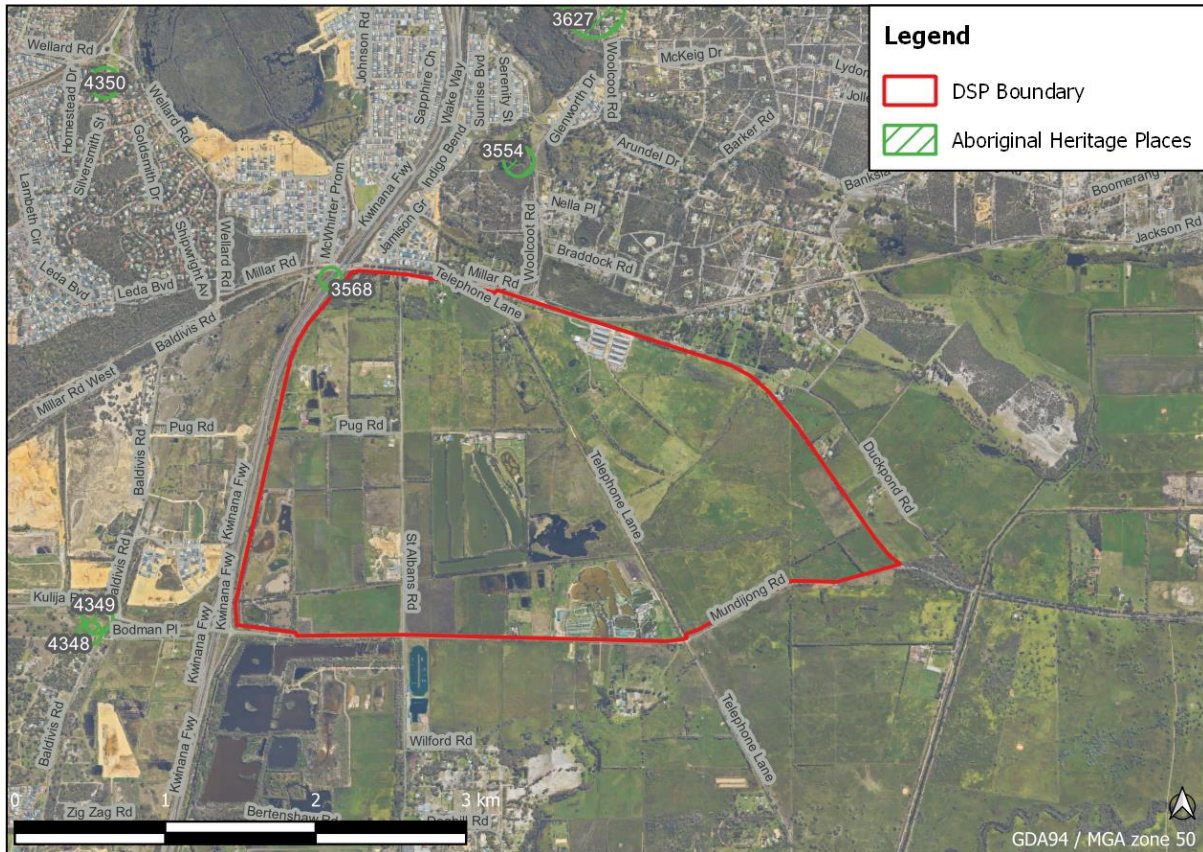 Legend
DSP Boundary
Aboriginal Heritage Places
3627
Wellard Rd
4350
Homestead Dr
Silversmith St
Goldsmith Dr
Wellard Rd
Lambeth Cir
Shipwright Av
Wellard Rd
Leda Bvd
Leda Bvd
Millar Rd
McWhirter Prom
Johnson Rd
Sapphire Ch
Wake Way
Kwinana Fwy
Indigo Bend
Jamison Gr
Sunrise Bvd
Serenity St
Glenworth Dr
Woolcoot Rd
McKeig Dr
3554
Arundel Dr
Barker Rd
Nella Pl
Woolcoot Rd
Braddock Rd
Boomerang
Jackson Rd
3568
Millar Rd
Telephone Lane
Baldivis Rd
Millar Rd West
Pug Rd
Pug Rd
Baldivis Rd
Kwinana Fwy
Telephone Lane
Duckpond Rd
St Albans Rd
Kwinana Fwy
Baldivis Rd
4349
Bodman Pl
4348
Kwinana Fwy
Mundijong Rd
Baldivis Rd
Kwinana Fwy
Wilford Rd
Telephone Lane
0 1 2 3 km
Zig Zag Rd
Bertenshaw Rd
GDA94 / MGA zone 50